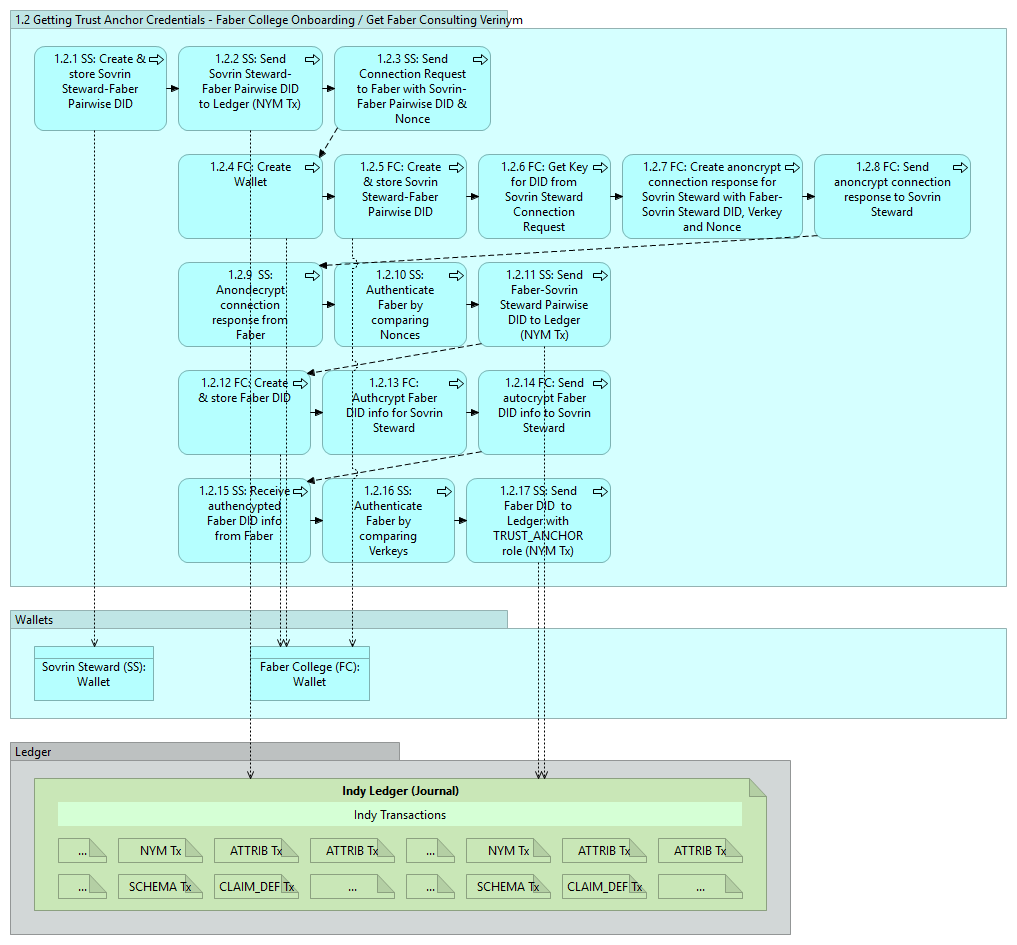 1.2 Getting Trust Anchor Credentials - Faber College Onboarding / Get Faber Consulting Verinym
1.2.1 SS: Create &
store Sovrin
Steward-Faber
Pairwise DID
1.2.2 SS: Send
Sovrin Steward-
Faber Pairwise DID
to Ledger (NYM Tx)
1.2.3 SS: Send
Connection Request
to Faber with Sovrin-
Faber Pairwise DID &
Nonce
1.2.4 FC: Create
Wallet
1.2.5 FC: Create
& store Sovrin
Steward-Faber
Pairwise DID
1.2.6 FC: Get Key
for DID from
Sovrin Steward
Connection
Request
1.2.7 FC: Create anoncrypt
connection response for
Sovrin Steward with Faber-
Sovrin Steward DID, Verkey
and Nonce
1.2.8 FC: Send
anoncrypt connection
response to Sovrin
Steward
1.2.9  SS:
Anondecrypt
connection
response from
Faber
1.2.10 SS:
Authenticate
Faber by
comparing
Nonces
1.2.11 SS: Send
Faber-Sovrin
Steward Pairwise
DID to Ledger
(NYM Tx)
1.2.12 FC: Create
& store Faber DID
1.2.13 FC:
Authcrypt Faber
DID info for Sovrin
Steward
1.2.14 FC: Send
autocrypt Faber
DID info to Sovrin
Steward
1.2.15 SS: Receive
authencypted
Faber DID info
from Faber
1.2.16 SS:
Authenticate
Faber by
comparing
Verkeys
1.2.17 SS: Send
Faber DID  to
Ledger with
TRUST_ANCHOR
role (NYM Tx)
Wallets
Sovrin Steward (SS):
Wallet
Faber College (FC):
Wallet
Ledger
Indy Ledger (Journal)
Indy Transactions
... NYM Tx ATTRIB Tx ATTRIB Tx ... NYM Tx ATTRIB Tx ATTRIB Tx
... SCHEMA Tx CLAIM_DEF Tx ... ... SCHEMA Tx CLAIM_DEF Tx ...